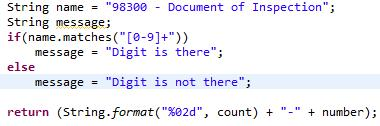 String name = "98300 - Document of Inspection";
String message;
if(name.matches("[0-9]+"))
message = "Digit is there";
else
message = "Digit is not there";
return (String.format("%02d", count) + "-" + number);